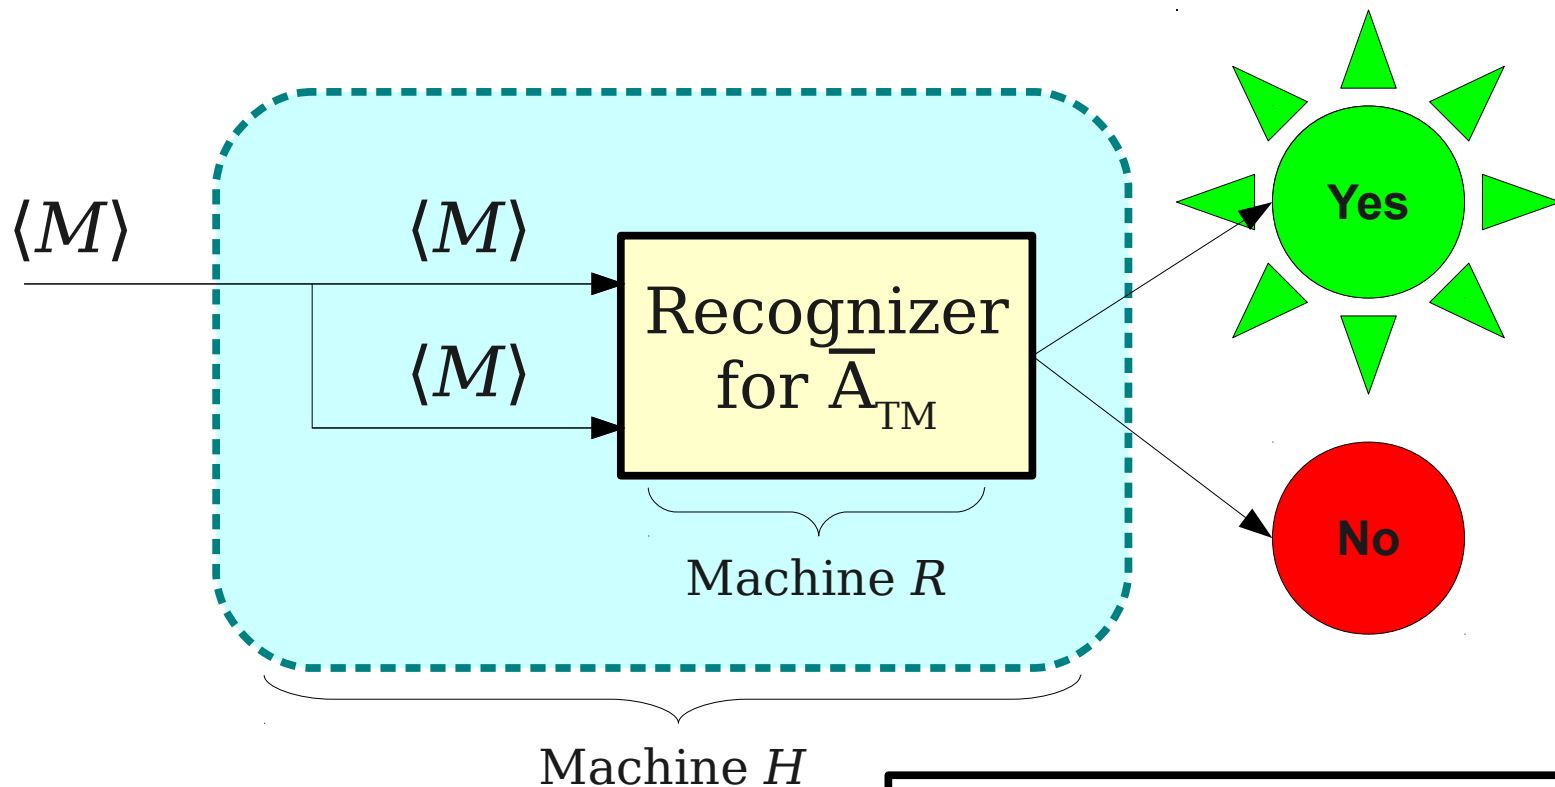 ⟨M⟩
⟨M⟩
⟨M⟩
Recognizer
for A̅TM
Machine R
Machine H
Yes
No